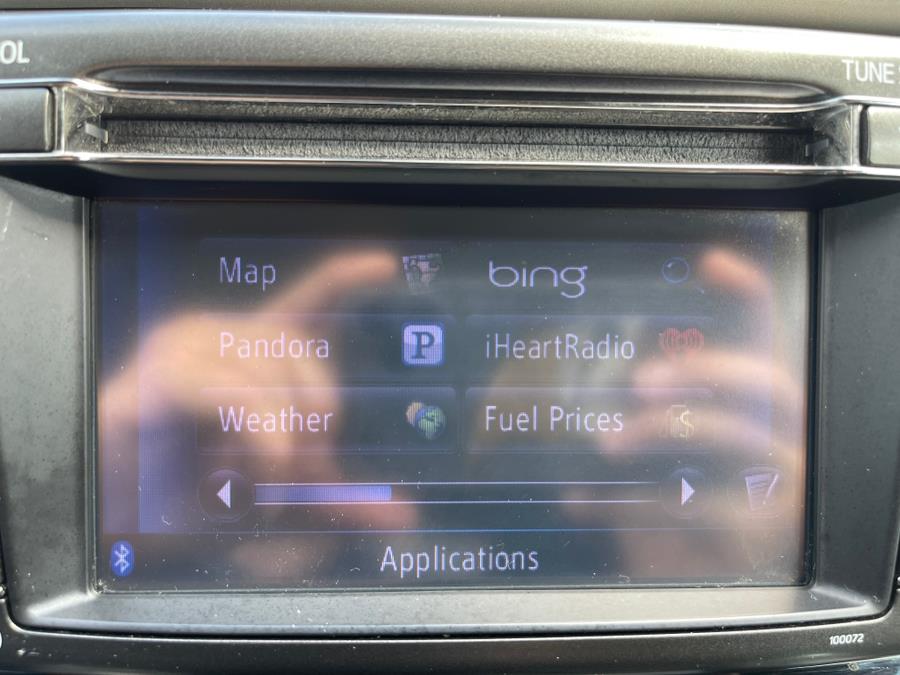 OL
TUNE
Map
bing
Pandora
P
iHeartRadio
Weather
Fuel Prices
$
Applications
100072